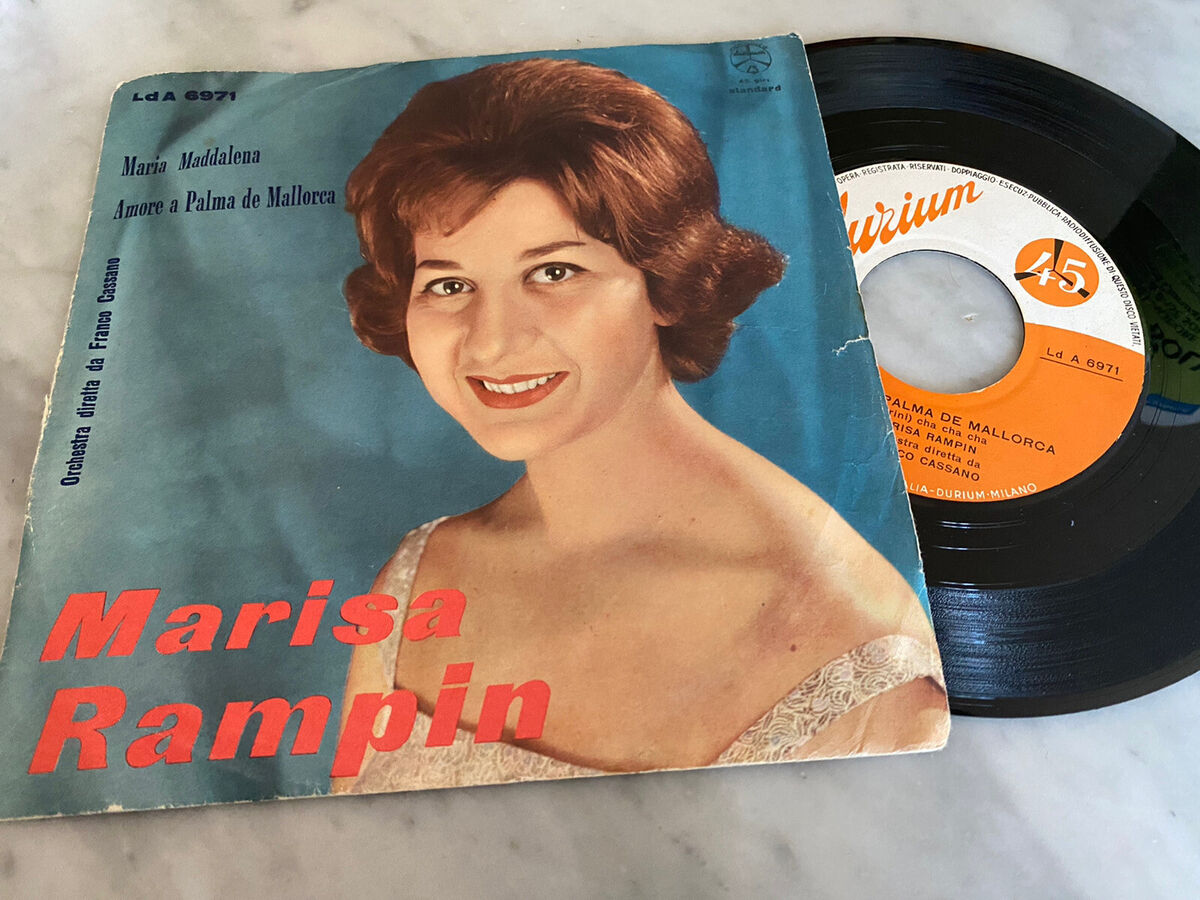 Ld A 6971
Maria Maddalena
Amore a Palma de Mallorca
Orchestra diretta da Franco Cassano
Marisa
Rampin
45 giri
standard
OPERA REGISTRATA · RISERVATI · DOPPIAGGIO · ESECUZ · PUBBLICA · RADIODIFFUSIONE DI QUESTO DISCO VIETATI.
durium
45
Ld A 6971
PALMA DE MALLORCA
rini) cha cha cha
RISA RAMPIN
stra diretta da
CO CASSANO
LIA-DURIUM-MILANO